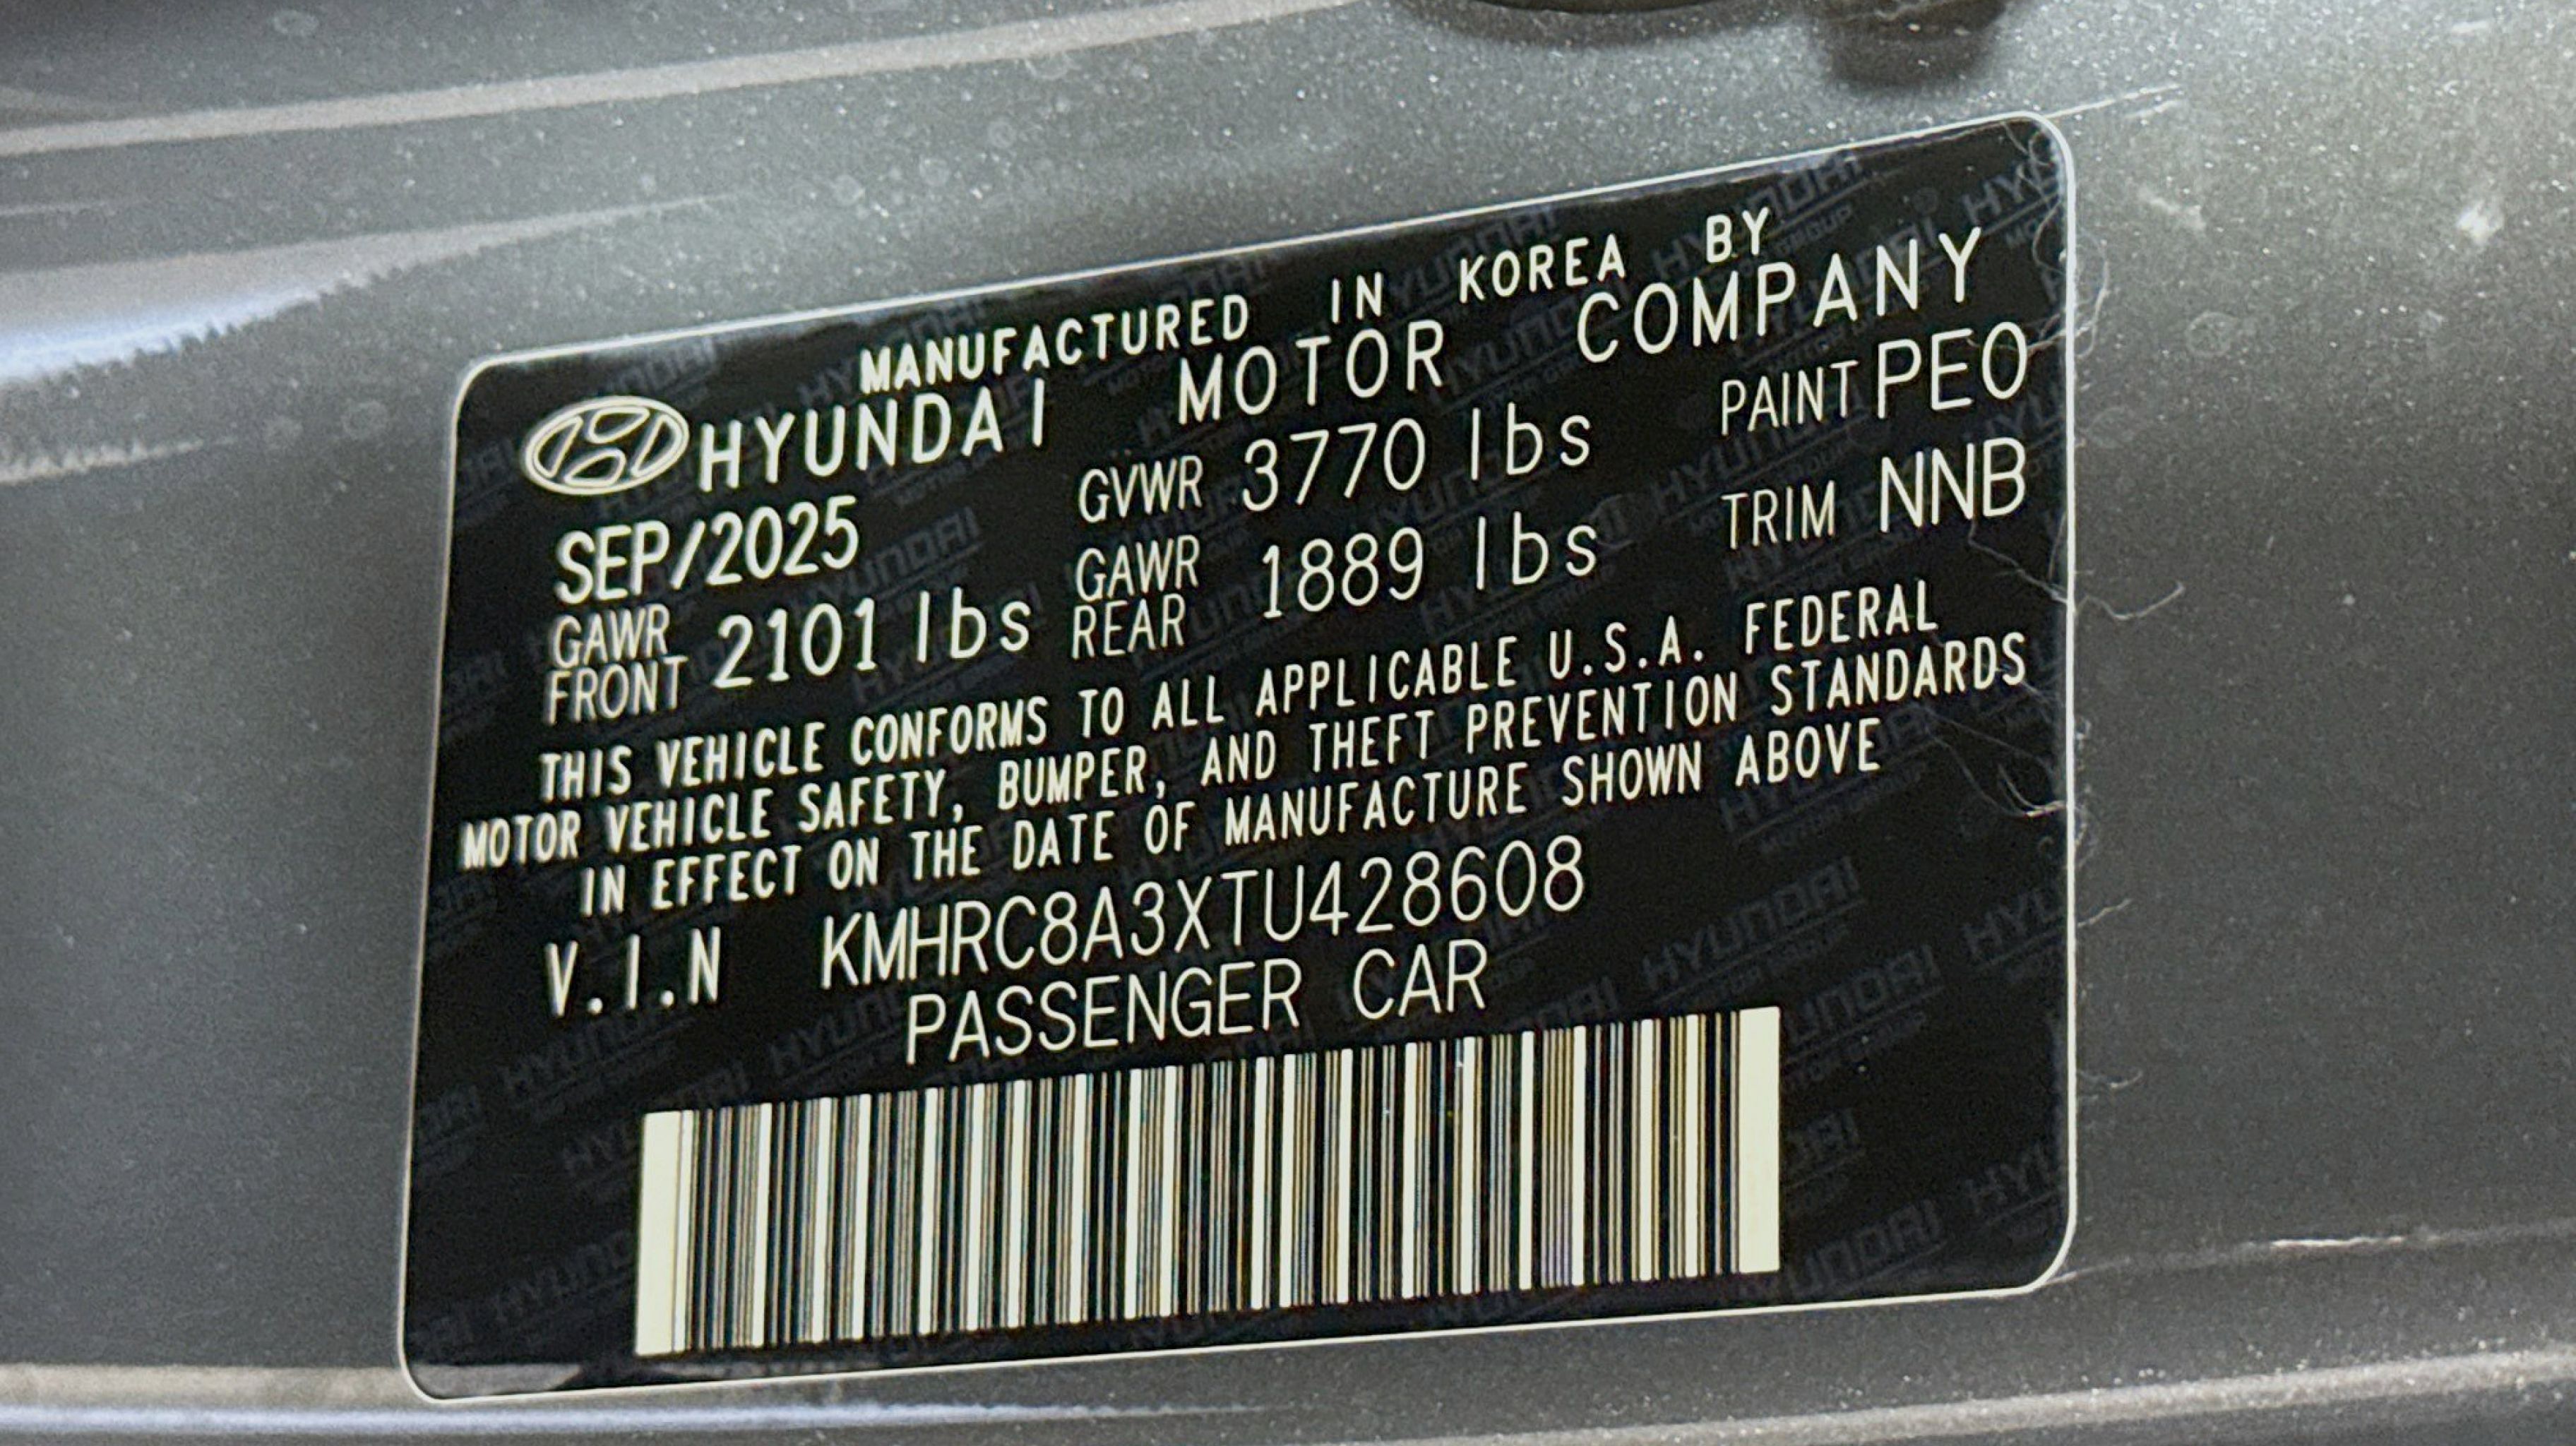 MANUFACTURED IN KOREA BY
HYUNDAI MOTOR COMPANY
SEP/2025 GVWR 3770 lbs PAINT PE0
GAWR FRONT 2101 lbs GAWR REAR 1889 lbs TRIM NNB
THIS VEHICLE CONFORMS TO ALL APPLICABLE U.S.A. FEDERAL
MOTOR VEHICLE SAFETY, BUMPER, AND THEFT PREVENTION STANDARDS
IN EFFECT ON THE DATE OF MANUFACTURE SHOWN ABOVE
V.I.N KMHRC8A3XTU428608
PASSENGER CAR